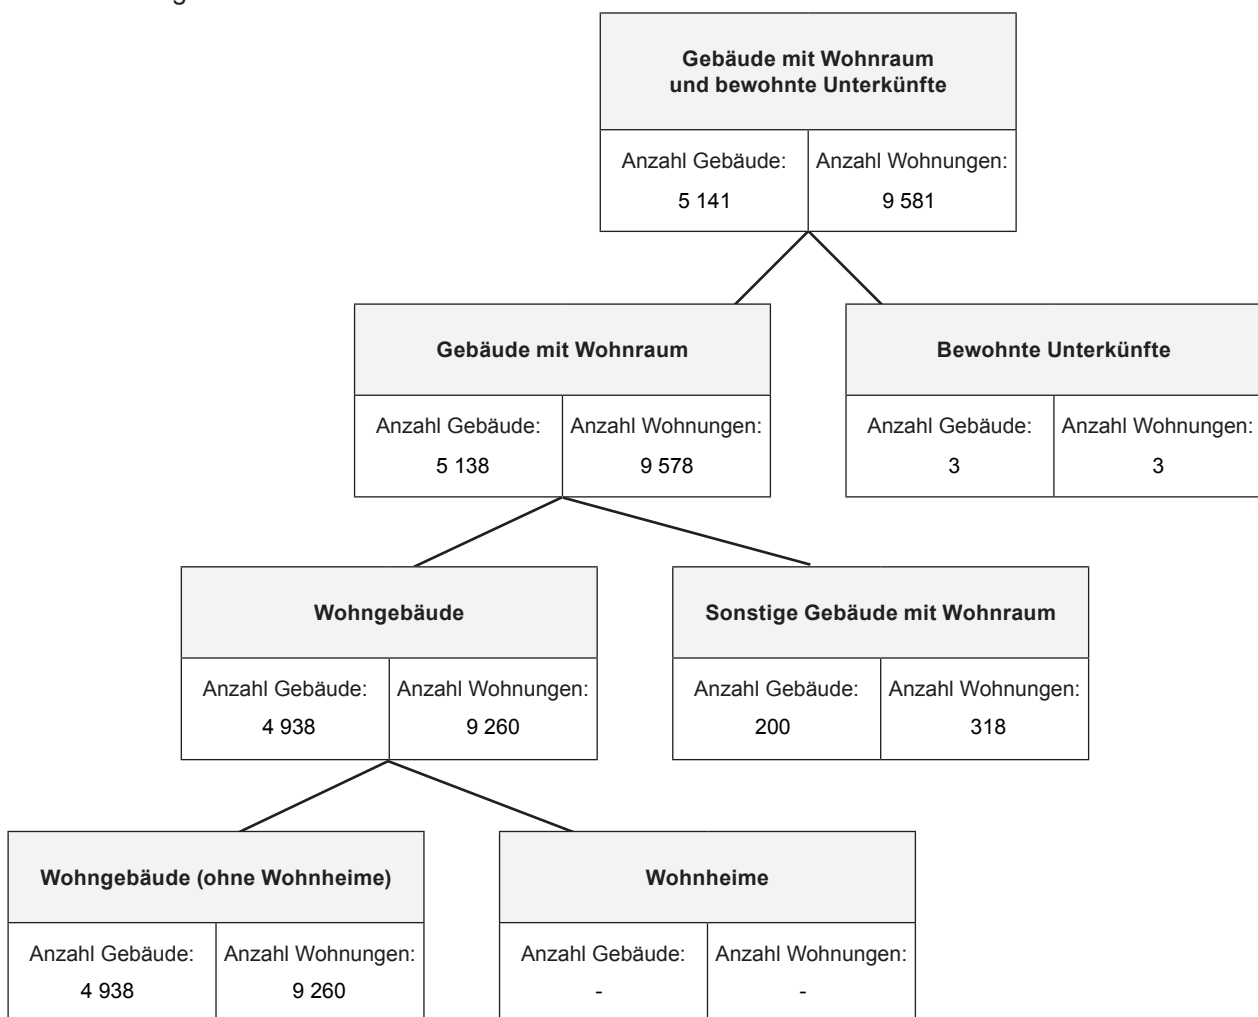 Gebäude mit Wohnraum
und bewohnte Unterkünfte
Anzahl Gebäude: Anzahl Wohnungen:
5 141 9 581
Gebäude mit Wohnraum Bewohnte Unterkünfte
Anzahl Gebäude: Anzahl Wohnungen: Anzahl Gebäude: Anzahl Wohnungen:
5 138 9 578 3 3
Wohngebäude Sonstige Gebäude mit Wohnraum
Anzahl Gebäude: Anzahl Wohnungen: Anzahl Gebäude: Anzahl Wohnungen:
4 938 9 260 200 318
Wohngebäude (ohne Wohnheime) Wohnheime
Anzahl Gebäude: Anzahl Wohnungen: Anzahl Gebäude: Anzahl Wohnungen:
4 938 9 260 - -